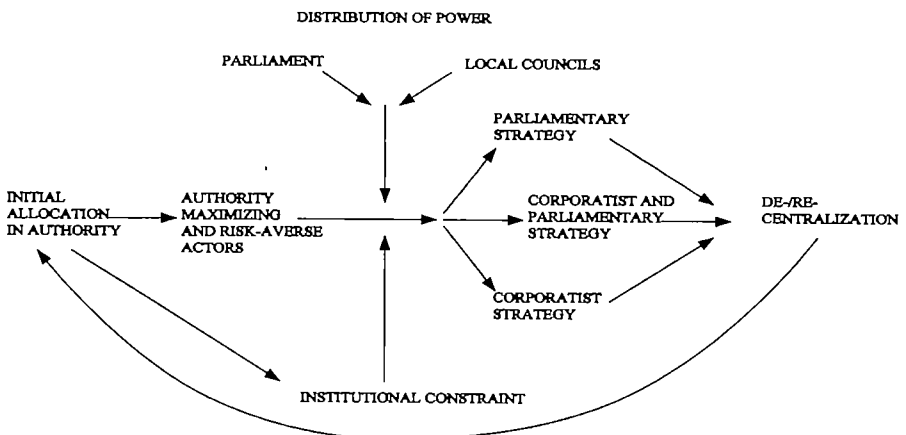 DISTRIBUTION OF POWER
PARLIAMENT
LOCAL COUNCILS
PARLIAMENTARY
STRATEGY
INITIAL
ALLOCATION
IN AUTHORITY
AUTHORITY
MAXIMIZING
AND RISK-AVERSE
ACTORS
CORPORATIST AND
PARLIAMENTARY
STRATEGY
DE-/RE-
CENTRALIZATION
CORPORATIST
STRATEGY
INSTITUTIONAL CONSTRAINT